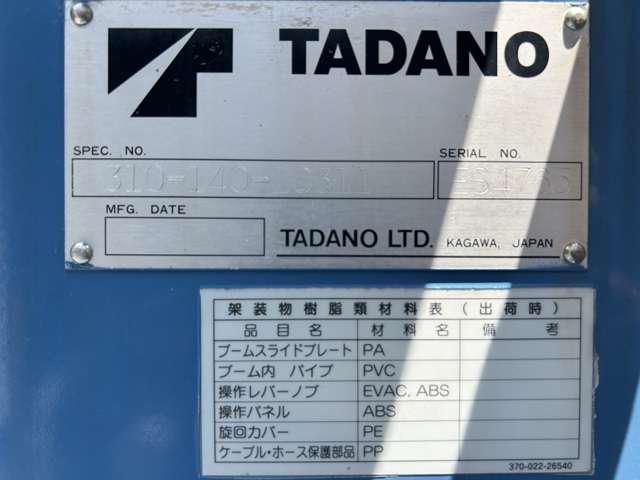 TADANO
SPEC. NO.
SERIAL NO.
310-140-
MFG. DATE
TADANO LTD. KAGAWA, JAPAN
架装物樹脂類材料表(出荷時)
品目名 材料名 備考
ブームスライドプレート PA
ブーム内 パイプ PVC
操作レバーノブ EVAC, ABS
操作パネル ABS
旋回カバー PE
ケーブル・ホース保護部品 PP
370-022-26540